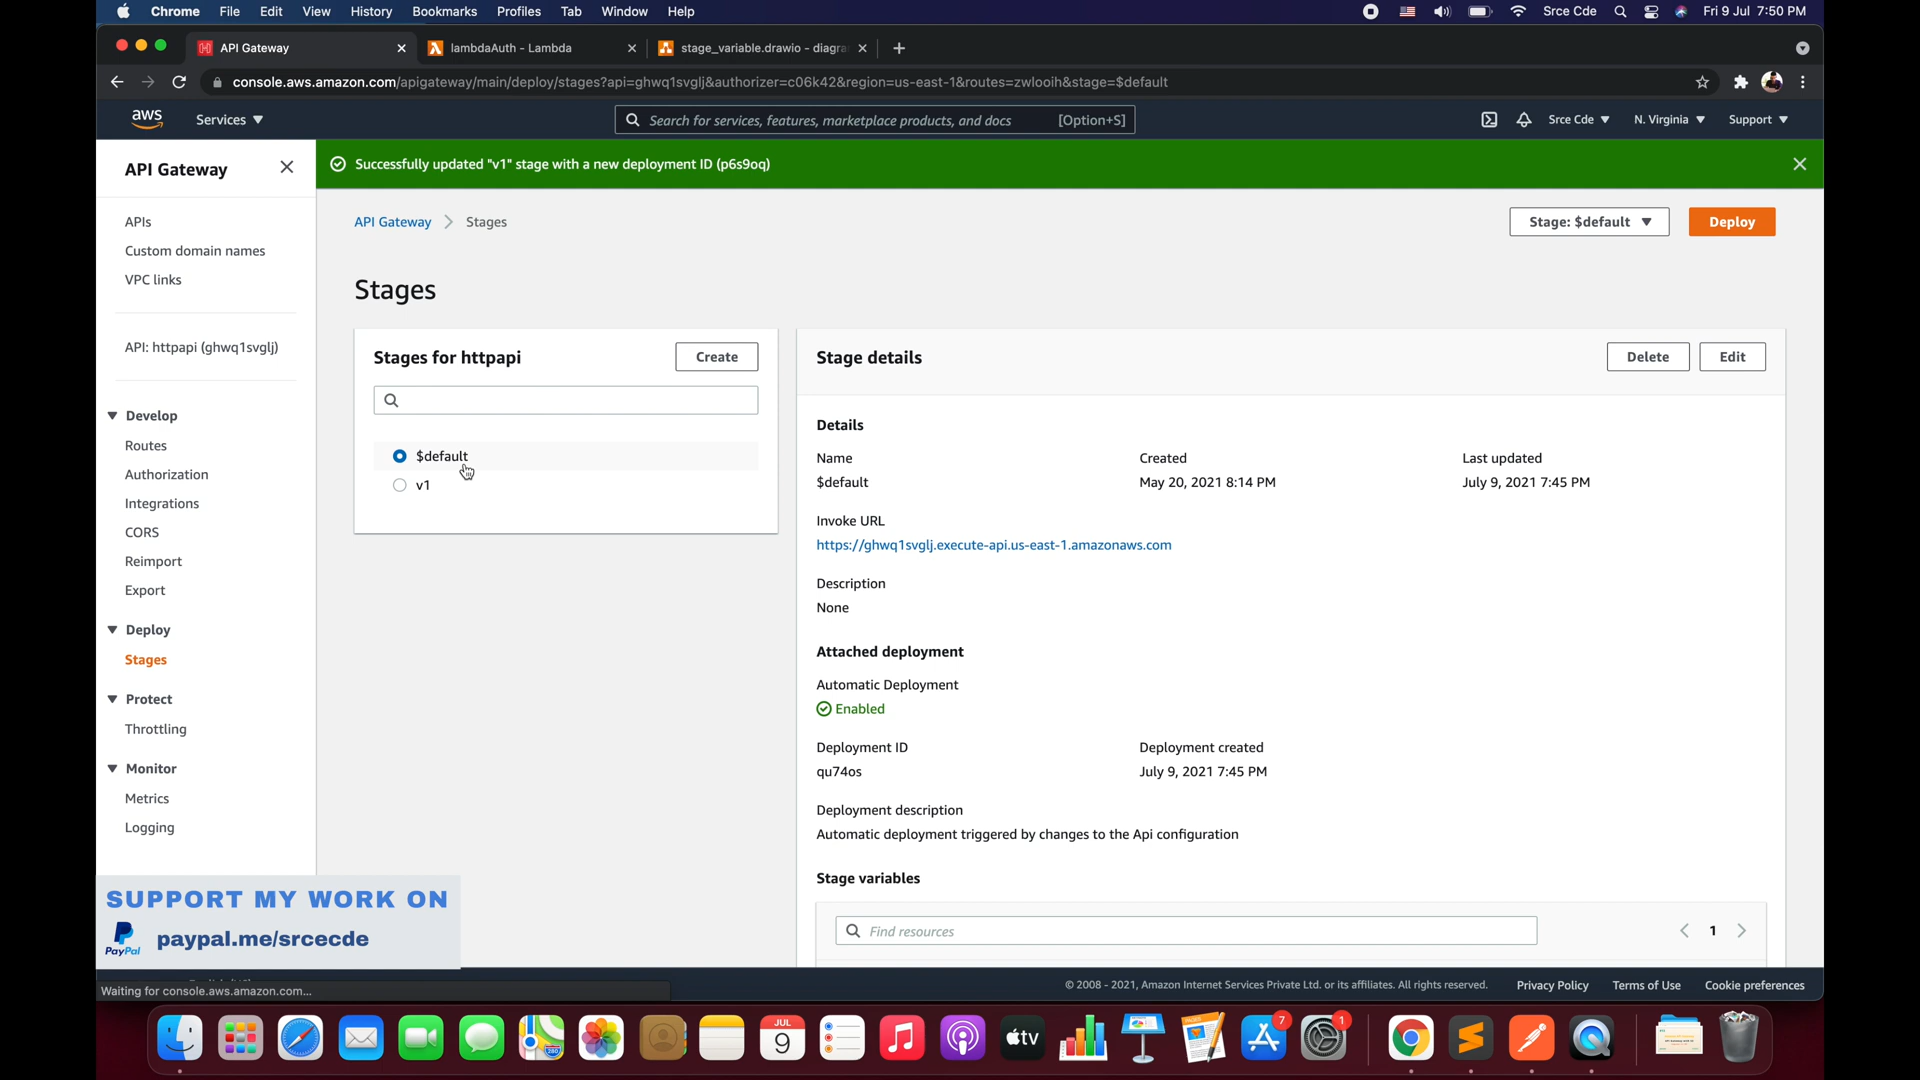 Chrome File Edit View History Bookmarks Profiles Tab Window Help Srce Cde Fri 9 Jul 7:50 PM
API Gateway lambdaAuth - Lambda stage_variable.drawio - diagra
console.aws.amazon.com/apigateway/main/deploy/stages?api=ghwq1svglj&authorizer=c06k42&region=us-east-1&routes=zwlooih&stage=$default
aws Services Search for services, features, marketplace products, and docs [Option+S] Srce Cde N. Virginia Support
API Gateway
Successfully updated "v1" stage with a new deployment ID (p6s9oq)
APIs
Custom domain names
VPC links
API: httpapi (ghwq1svglj)
Develop
Routes
Authorization
Integrations
CORS
Reimport
Export
Deploy
Stages
Protect
Throttling
Monitor
Metrics
Logging
API Gateway Stages
Stage: $default Deploy
Stages
Stages for httpapi Create
$default
v1
Stage details Delete Edit
Details
Name Created Last updated
$default May 20, 2021 8:14 PM July 9, 2021 7:45 PM
Invoke URL
https://ghwq1svglj.execute-api.us-east-1.amazonaws.com
Description
None
Attached deployment
Automatic Deployment
Enabled
Deployment ID Deployment created
qu74os July 9, 2021 7:45 PM
Deployment description
Automatic deployment triggered by changes to the Api configuration
Stage variables
Find resources 1
SUPPORT MY WORK ON
PayPal paypal.me/srcecde
Waiting for console.aws.amazon.com...
© 2008 - 2021, Amazon Internet Services Private Ltd. or its affiliates. All rights reserved. Privacy Policy Terms of Use Cookie preferences
JUL
9
tv
7
1